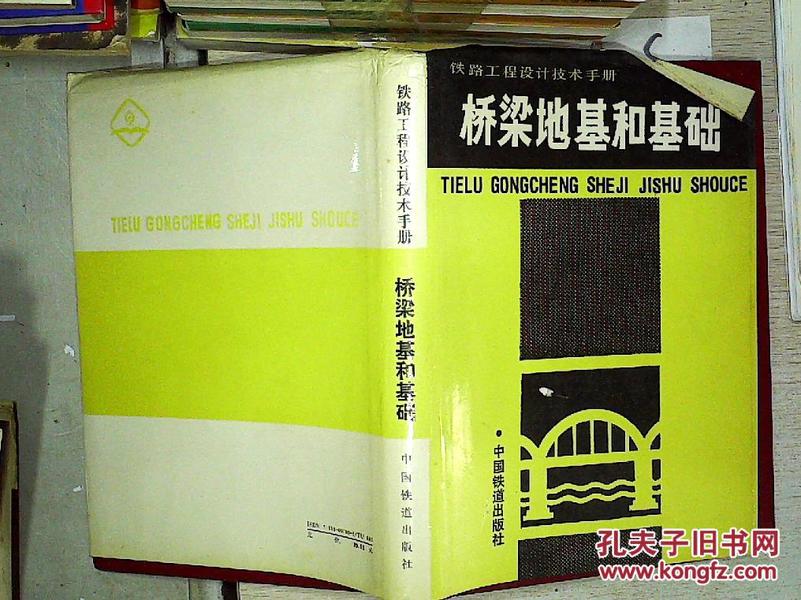 铁路工程设计技术手册
桥梁地基和基础
TIELU GONGCHENG SHEJI JISHU SHOUCE
·中国铁道出版社
铁路工程设计技术手册
桥梁地基和基础
中国铁道出版社
TIELU GONGCHENG SHEJI JISHU SHOUCE
孔夫子旧书网
www.kongfz.com